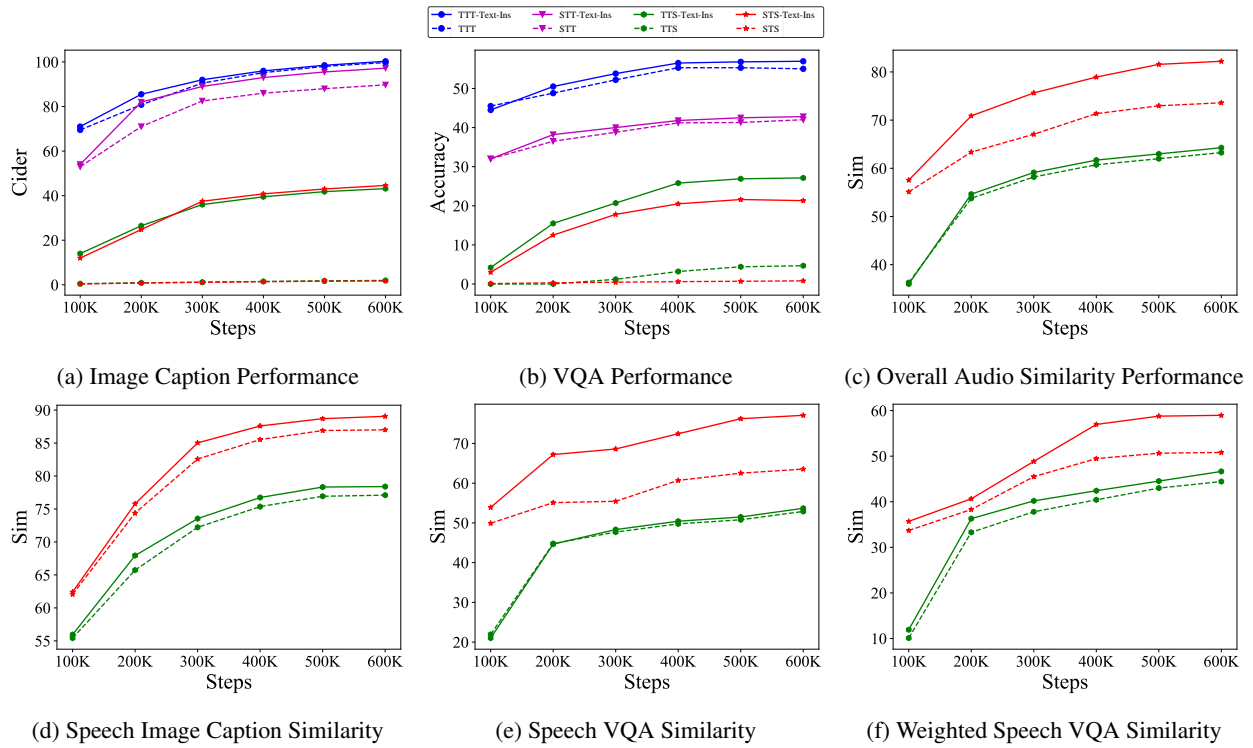 TTT-Text-Ins STT-Text-Ins TTS-Text-Ins STS-Text-Ins
TTT STT TTS STS
100
80
60
40
20
0
Cider
100K 200K 300K 400K 500K 600K
Steps
(a) Image Caption Performance
50
40
30
20
10
0
Accuracy
100K 200K 300K 400K 500K 600K
Steps
(b) VQA Performance
80
70
60
50
40
Sim
100K 200K 300K 400K 500K 600K
Steps
(c) Overall Audio Similarity Performance
90
85
80
75
70
65
60
55
Sim
100K 200K 300K 400K 500K 600K
Steps
(d) Speech Image Caption Similarity
70
60
50
40
30
20
Sim
100K 200K 300K 400K 500K 600K
Steps
(e) Speech VQA Similarity
60
50
40
30
20
10
Sim
100K 200K 300K 400K 500K 600K
Steps
(f) Weighted Speech VQA Similarity